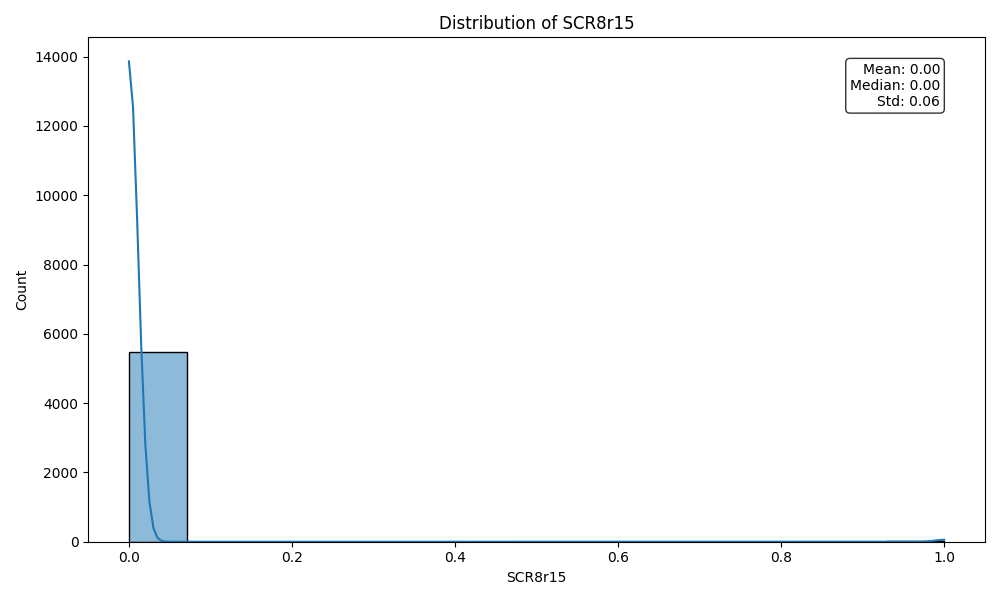 Distribution of SCR8r15
14000
12000
10000
8000
6000
4000
2000
0
Count
Mean: 0.00
Median: 0.00
Std: 0.06
0.0 0.2 0.4 0.6 0.8 1.0
SCR8r15